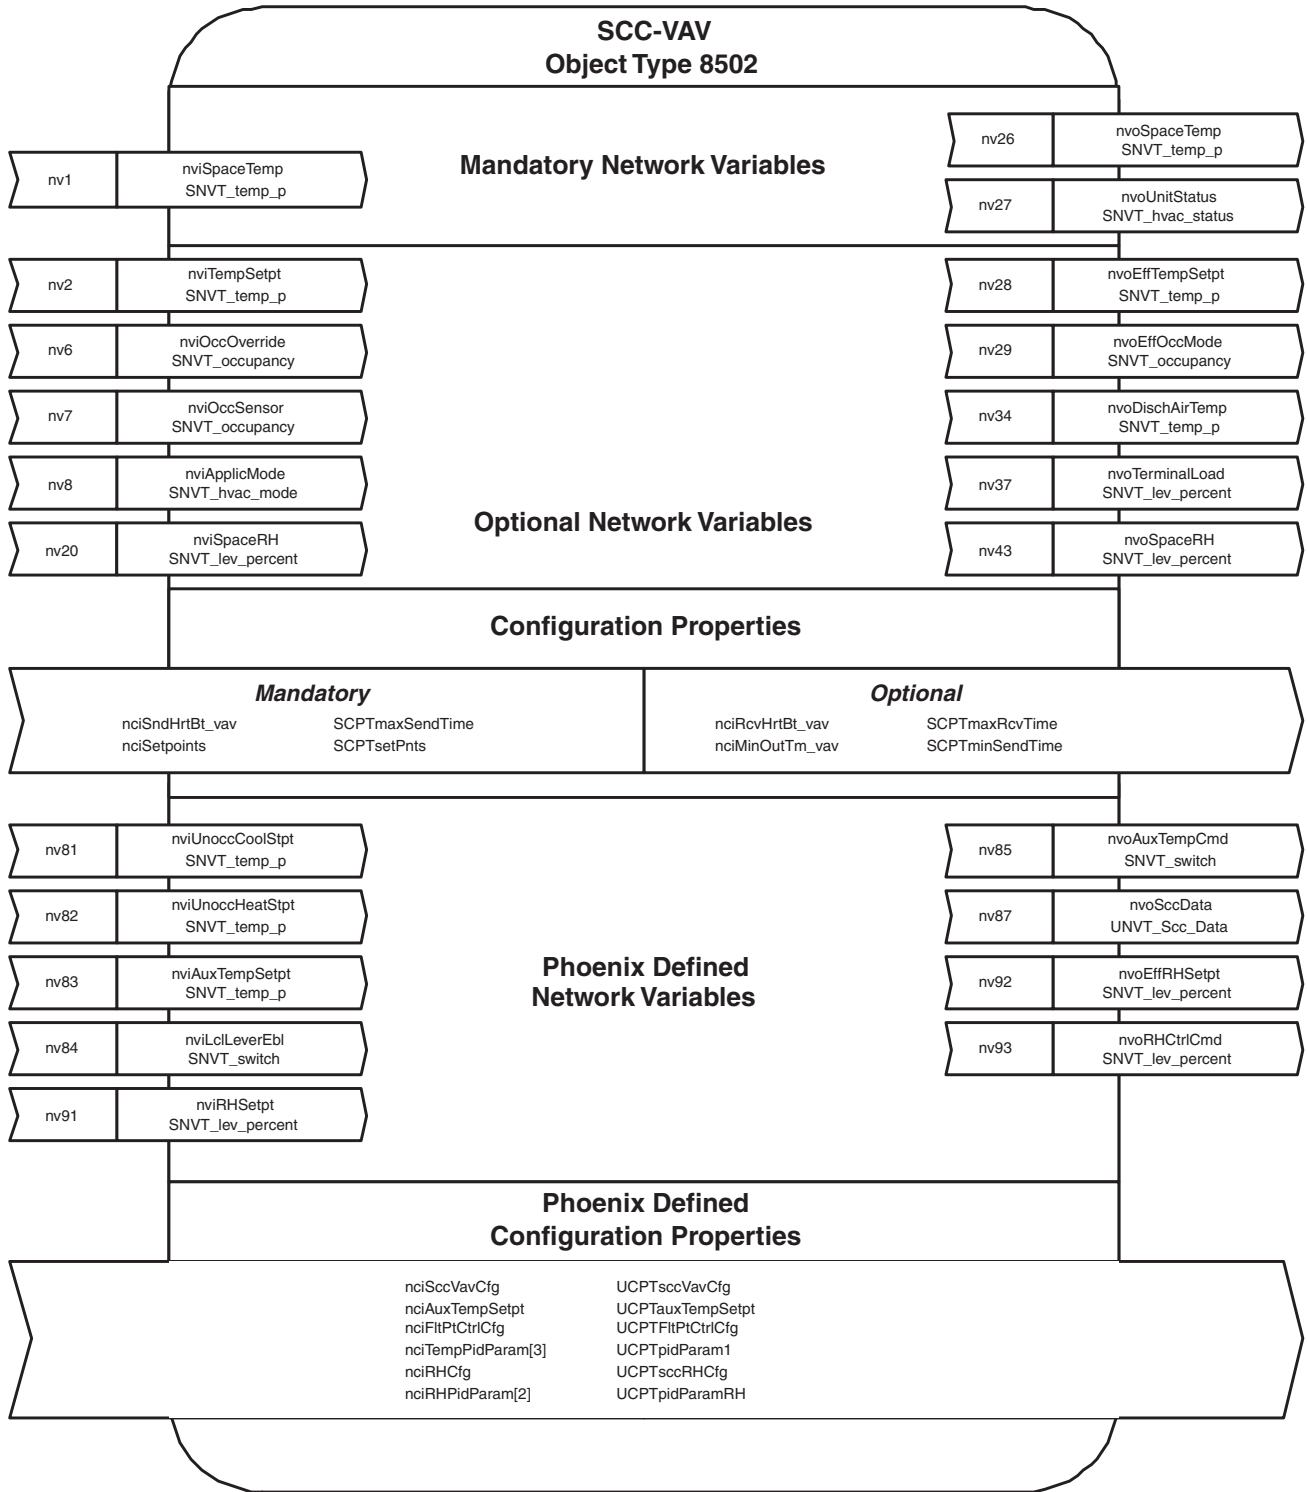 SCC-VAV
Object Type 8502
Mandatory Network Variables
nv1
nviSpaceTemp
SNVT_temp_p
nv26
nvoSpaceTemp
SNVT_temp_p
nv27
nvoUnitStatus
SNVT_hvac_status
Optional Network Variables
nv2
nviTempSetpt
SNVT_temp_p
nv6
nviOccOverride
SNVT_occupancy
nv7
nviOccSensor
SNVT_occupancy
nv8
nviApplicMode
SNVT_hvac_mode
nv20
nviSpaceRH
SNVT_lev_percent
nv28
nvoEffTempSetpt
SNVT_temp_p
nv29
nvoEffOccMode
SNVT_occupancy
nv34
nvoDischAirTemp
SNVT_temp_p
nv37
nvoTerminalLoad
SNVT_lev_percent
nv43
nvoSpaceRH
SNVT_lev_percent
Configuration Properties
Mandatory
nciSndHrtBt_vav SCPTmaxSendTime
nciSetpoints SCPTsetPnts
Optional
nciRcvHrtBt_vav SCPTmaxRcvTime
nciMinOutTm_vav SCPTminSendTime
Phoenix Defined
Network Variables
nv81
nviUnoccCoolStpt
SNVT_temp_p
nv82
nviUnoccHeatStpt
SNVT_temp_p
nv83
nviAuxTempSetpt
SNVT_temp_p
nv84
nviLclLeverEbl
SNVT_switch
nv91
nviRHSetpt
SNVT_lev_percent
nv85
nvoAuxTempCmd
SNVT_switch
nv87
nvoSccData
UNVT_Scc_Data
nv92
nvoEffRHSetpt
SNVT_lev_percent
nv93
nvoRHCtrlCmd
SNVT_lev_percent
Phoenix Defined
Configuration Properties
nciSccVavCfg UCPTsccVavCfg
nciAuxTempSetpt UCPTauxTempSetpt
nciFltPtCtrlCfg UCPTFltPtCtrlCfg
nciTempPidParam[3] UCPTpidParam1
nciRHCfg UCPTsccRHCfg
nciRHPidParam[2] UCPTpidParamRH